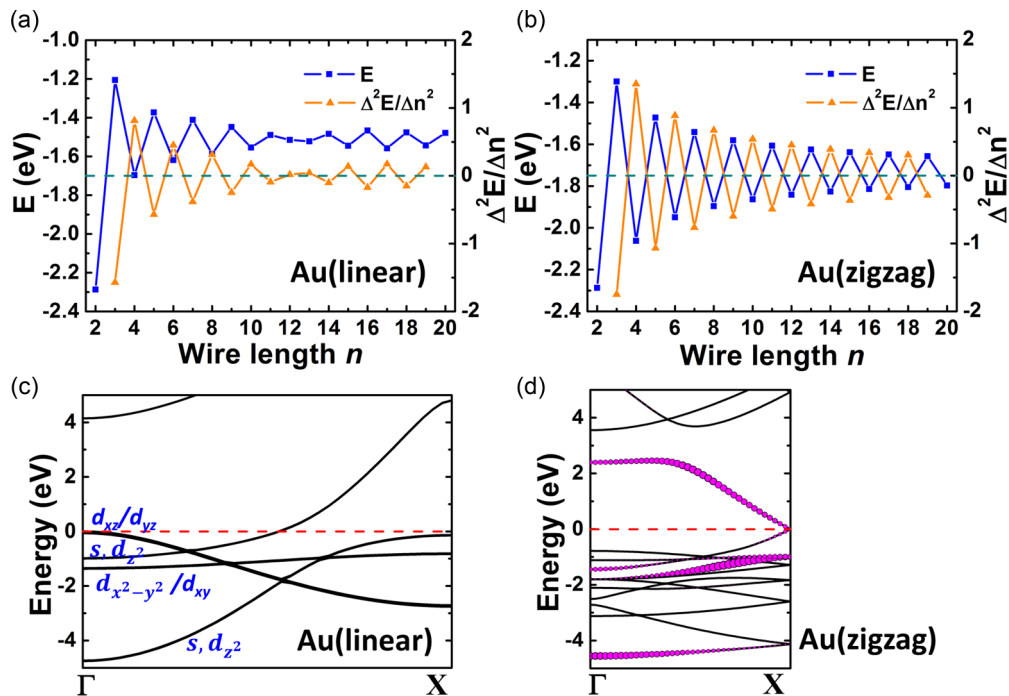 (a)
-1.0
-1.2
-1.4
-1.6
-1.8
-2.0
-2.2
-2.4
E (eV)
2
1
0
-1
-2
Δ²E/Δn²
E
Δ²E/Δn²
Au(linear)
2 4 6 8 10 12 14 16 18 20
Wire length n
(b)
-1.2
-1.4
-1.6
-1.8
-2.0
-2.2
-2.4
E (eV)
2
1
0
-1
-2
Δ²E/Δn²
E
Δ²E/Δn²
Au(zigzag)
2 4 6 8 10 12 14 16 18 20
Wire length n
(c)
4
2
0
-2
-4
Energy (eV)
dxz/dyz
s, dz²
dx²−y²/dxy
s, dz²
Au(linear)
Γ X
(d)
4
2
0
-2
-4
Energy (eV)
Au(zigzag)
Γ X